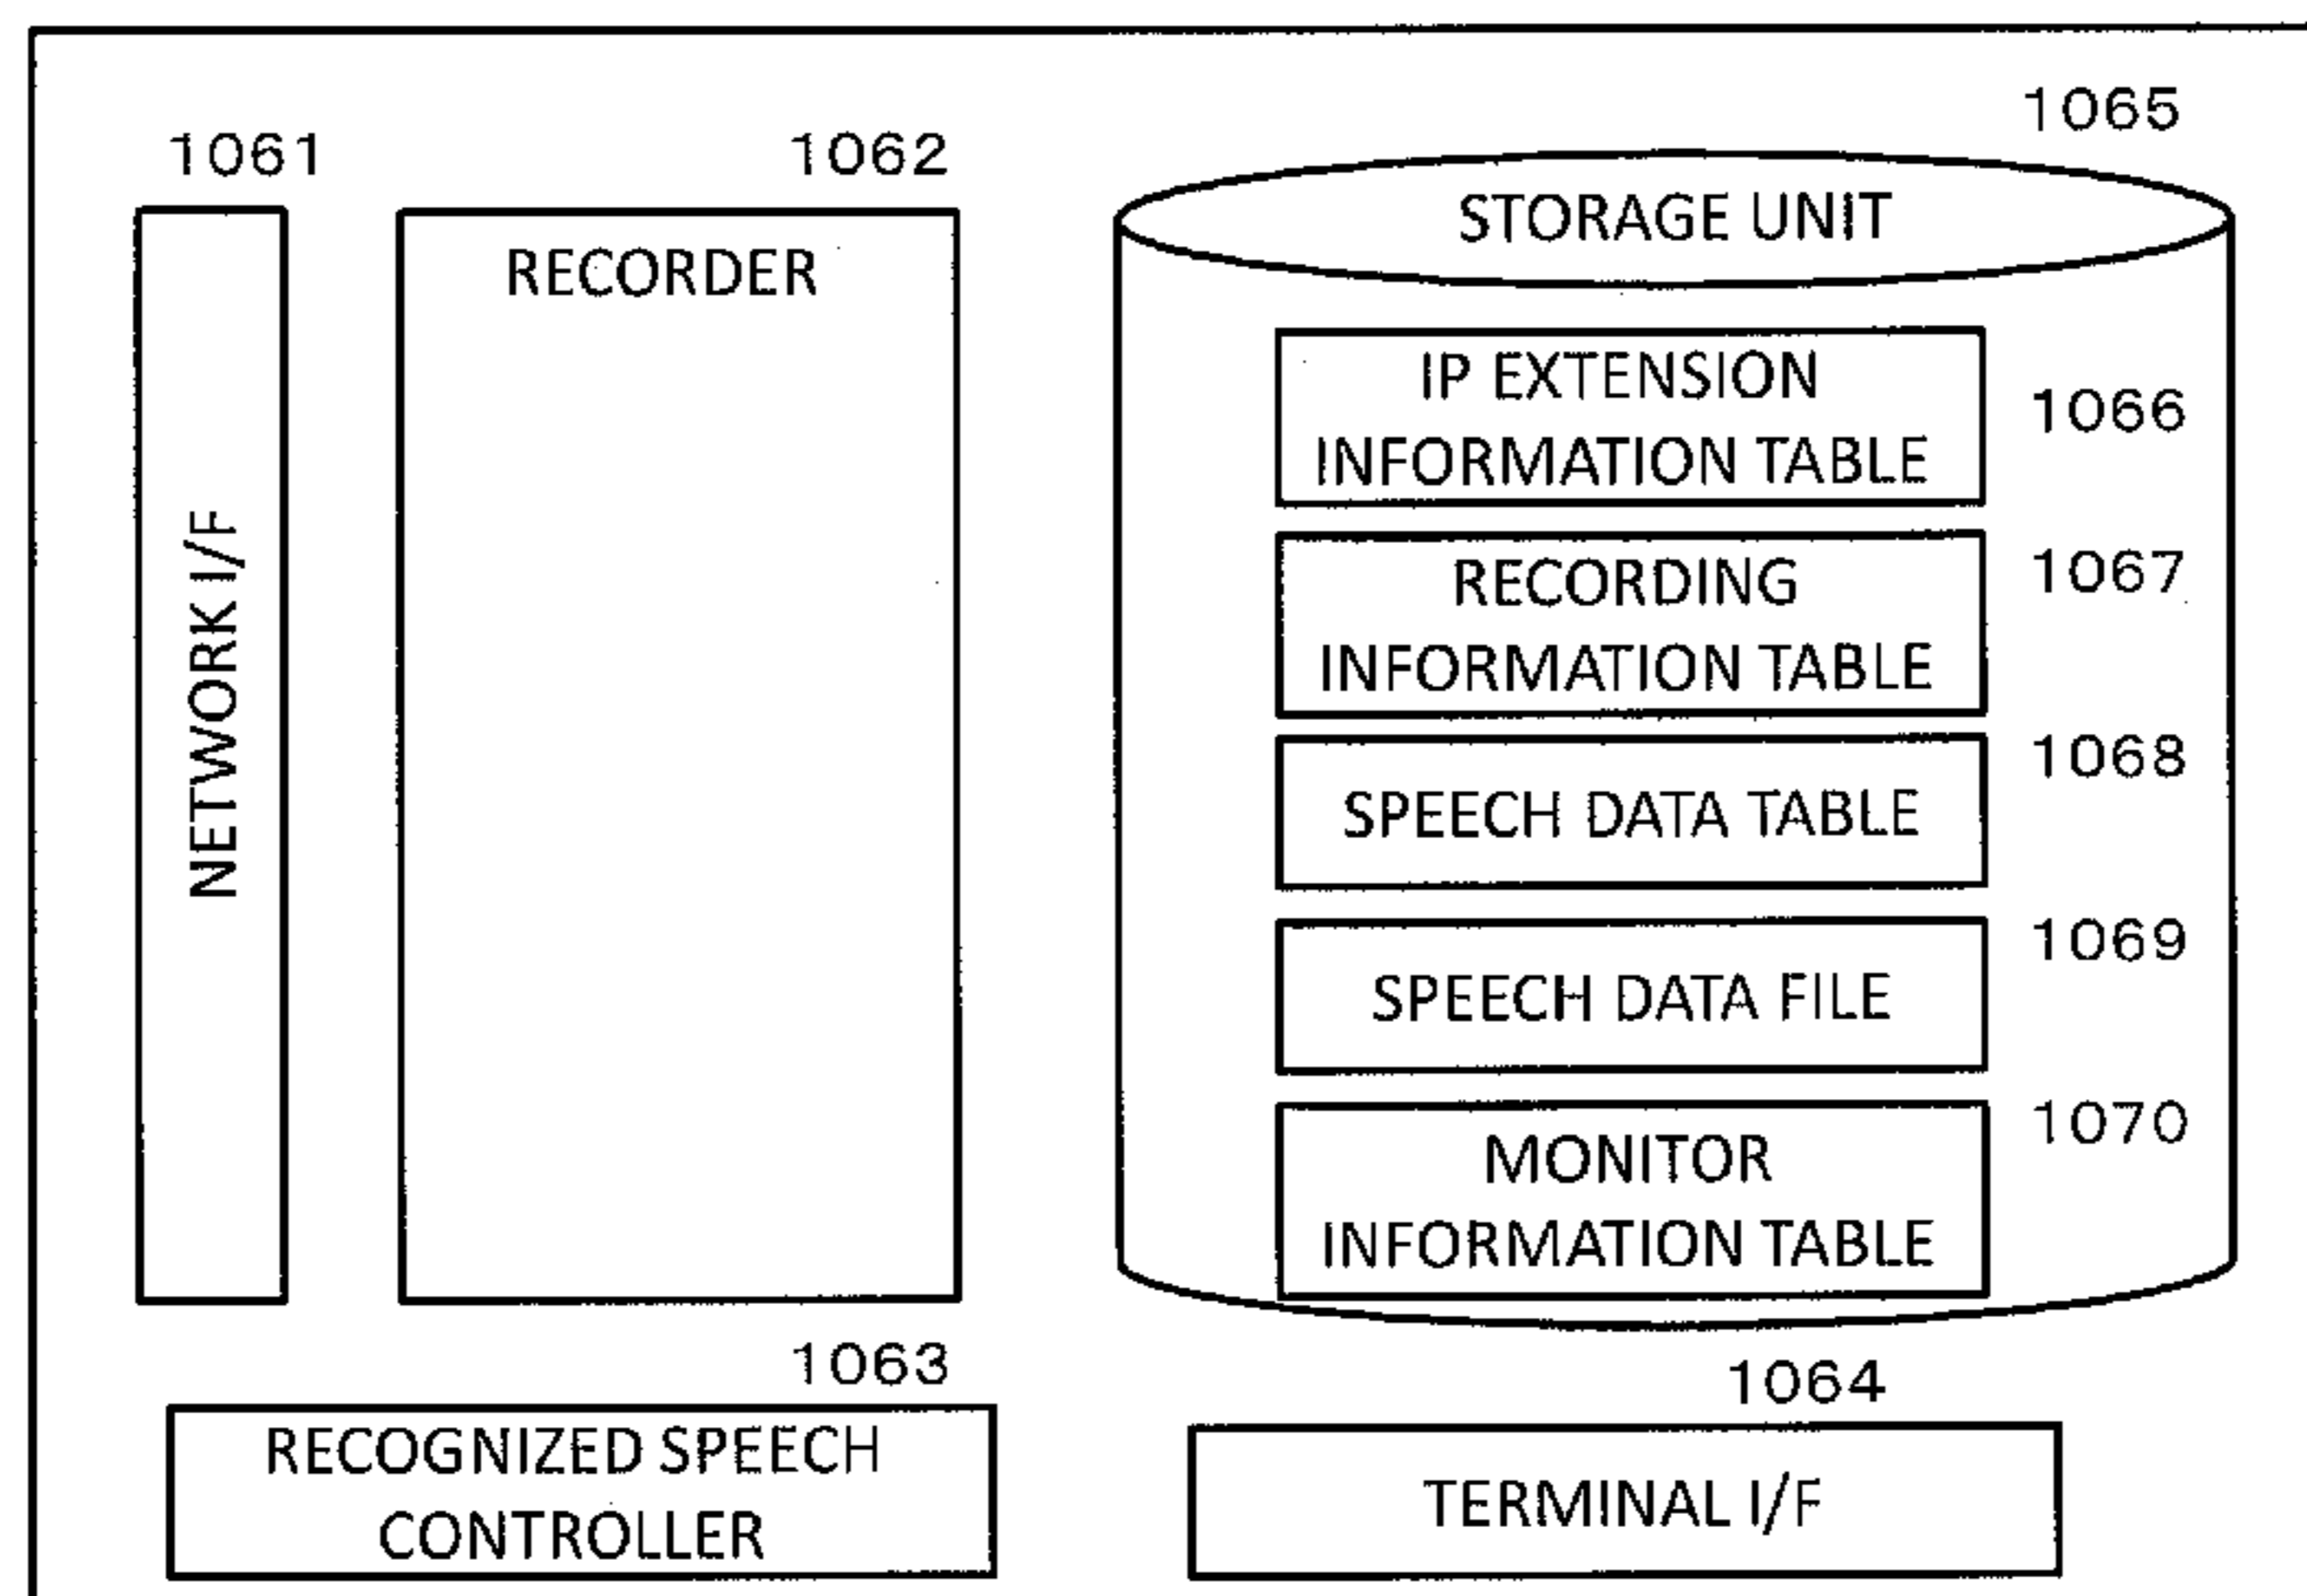 1061
NETWORK I/F
1062
RECORDER
1065
STORAGE UNIT
IP EXTENSION
INFORMATION TABLE
1066
RECORDING
INFORMATION TABLE
1067
SPEECH DATA TABLE
1068
SPEECH DATA FILE
1069
MONITOR
INFORMATION TABLE
1070
1063
RECOGNIZED SPEECH
CONTROLLER
1064
TERMINAL I/F